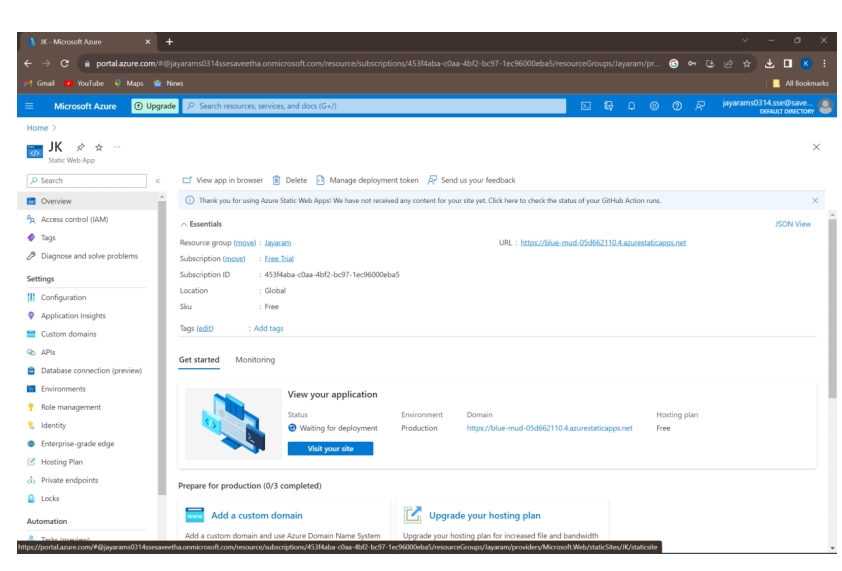 JK - Microsoft Azure
portal.azure.com/#@jayarams0314ssesaveetha.onmicrosoft.com/resource/subscriptions/453f4aba-c0aa-4bf2-bc97-1ec96000eba5/resourceGroups/Jayaram/pr...
K
Gmail YouTube Maps News All Bookmarks
Microsoft Azure Upgrade Search resources, services, and docs (G+/) jayarams0314.sse@save...
DEFAULT DIRECTORY
Home >
JK
Static Web App
Search
View app in browser Delete Manage deployment token Send us your feedback
Thank you for using Azure Static Web Apps! We have not received any content for your site yet. Click here to check the status of your GitHub Action runs.
Overview
Access control (IAM)
Tags
Diagnose and solve problems
Settings
Configuration
Application Insights
Custom domains
APIs
Database connection (preview)
Environments
Role management
Identity
Enterprise-grade edge
Hosting Plan
Private endpoints
Locks
Automation
Tasks (preview)
Essentials
JSON View
Resource group (move) : Jayaram
URL : https://blue-mud-05d662110.4.azurestaticapps.net
Subscription (move) : Free Trial
Subscription ID : 453f4aba-c0aa-4bf2-bc97-1ec96000eba5
Location : Global
Sku : Free
Tags (edit) : Add tags
Get started Monitoring
View your application
Status Environment Domain Hosting plan
Waiting for deployment Production https://blue-mud-05d662110.4.azurestaticapps.net Free
Visit your site
Prepare for production (0/3 completed)
www
Add a custom domain
Add a custom domain and use Azure Domain Name System
Upgrade your hosting plan
Upgrade your hosting plan for increased file and bandwidth
https://portal.azure.com/#@jayarams0314ssesaveetha.onmicrosoft.com/resource/subscriptions/453f4aba-c0aa-4bf2-bc97-1ec96000eba5/resourceGroups/Jayaram/providers/Microsoft.Web/staticSites/JK/staticsite